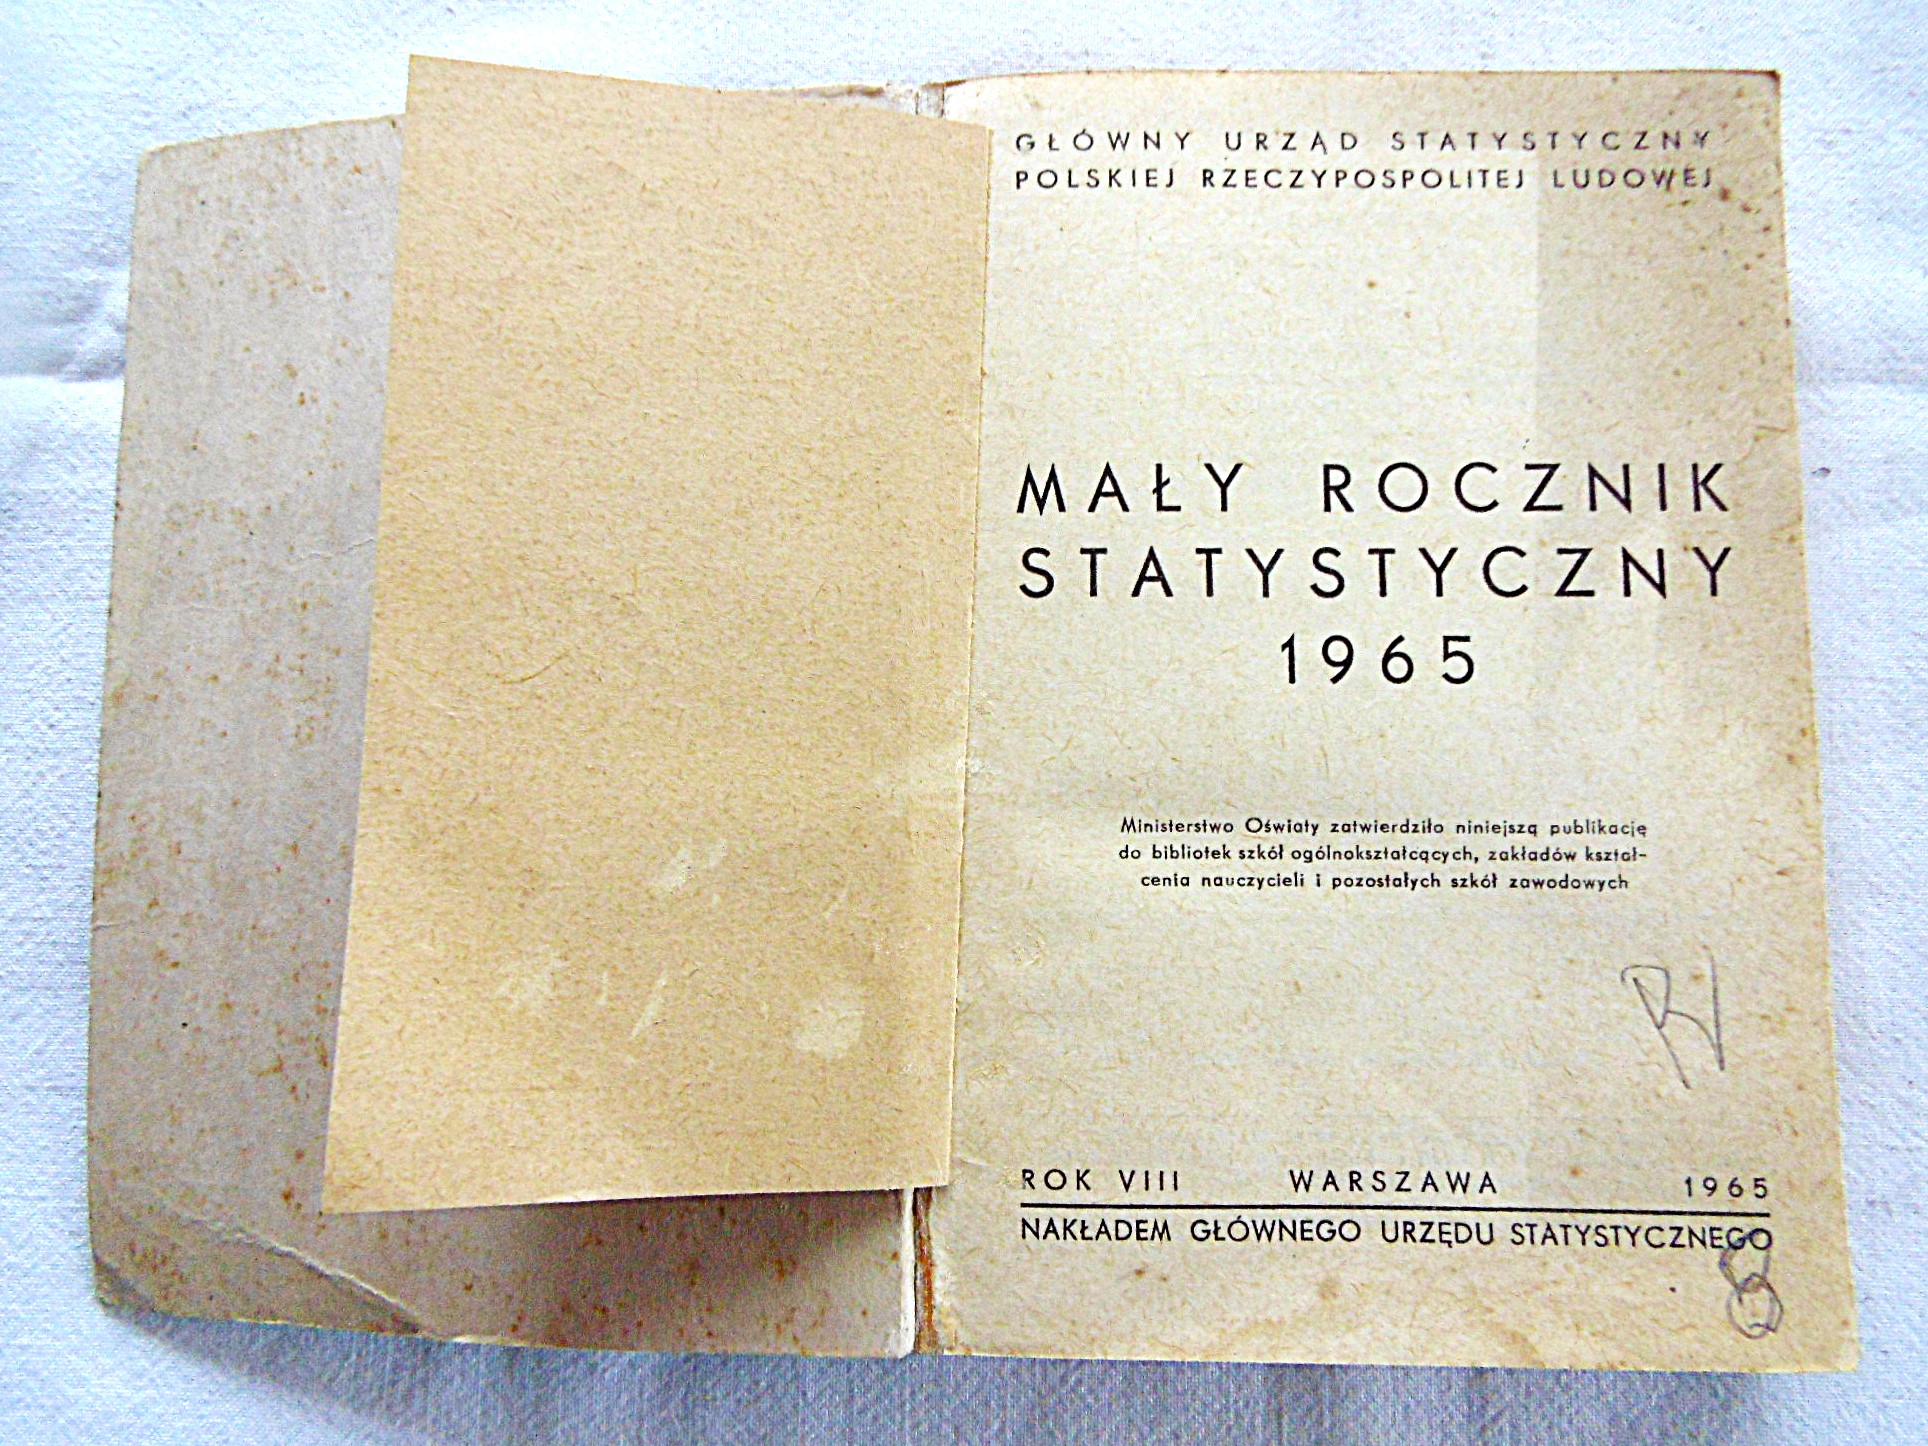 GŁÓWNY URZĄD STATYSTYCZNY
POLSKIEJ RZECZYPOSPOLITEJ LUDOWEJ
MAŁY ROCZNIK
STATYSTYCZNY
1965
Ministerstwo Oświaty zatwierdziło niniejszą publikację
do bibliotek szkół ogólnokształcących, zakładów kształ-
cenia nauczycieli i pozostałych szkół zawodowych
ROK VIII WARSZAWA 1965
NAKŁADEM GŁÓWNEGO URZĘDU STATYSTYCZNEGO